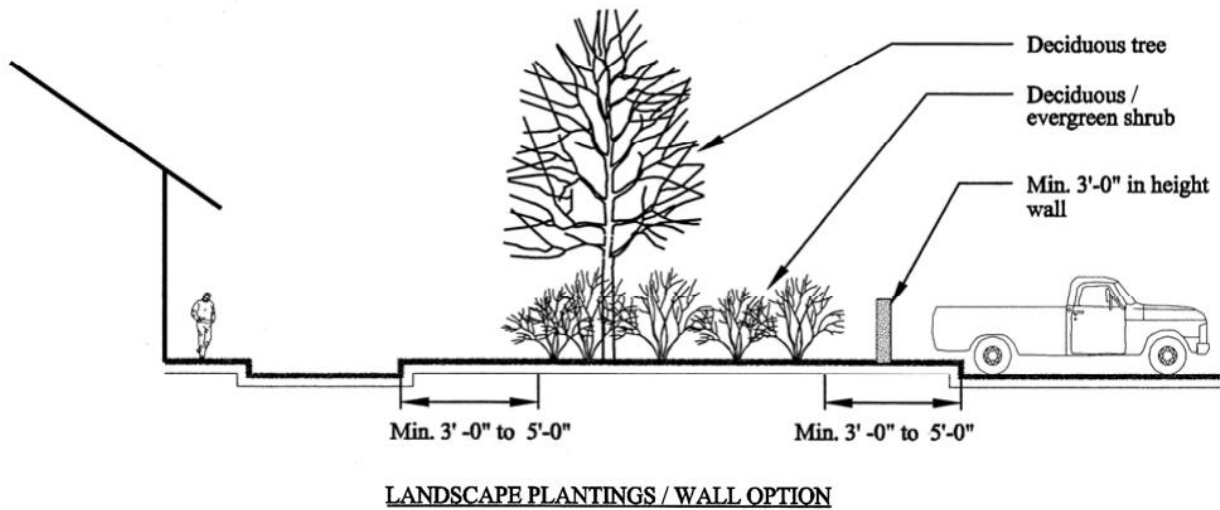 Deciduous tree
Deciduous /
evergreen shrub
Min. 3'-0" in height
wall
Min. 3' -0" to 5'-0"
Min. 3' -0" to 5'-0"
LANDSCAPE PLANTINGS / WALL OPTION